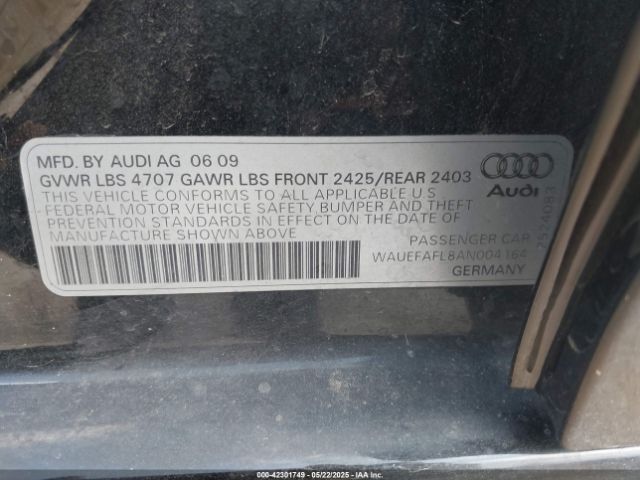 MFD. BY AUDI AG 06 09
GVWR LBS 4707 GAWR LBS FRONT 2425/REAR 2403
THIS VEHICLE CONFORMS TO ALL APPLICABLE U.S
FEDERAL MOTOR VEHICLE SAFETY, BUMPER AND THEFT
PREVENTION STANDARDS IN EFFECT ON THE DATE OF
MANUFACTURE SHOWN ABOVE
Audi
PASSENGER CAR
WAUEFAFL8AN004164
GERMANY
2524083
000-42301749 — 05/22/2025 — IAA Inc.